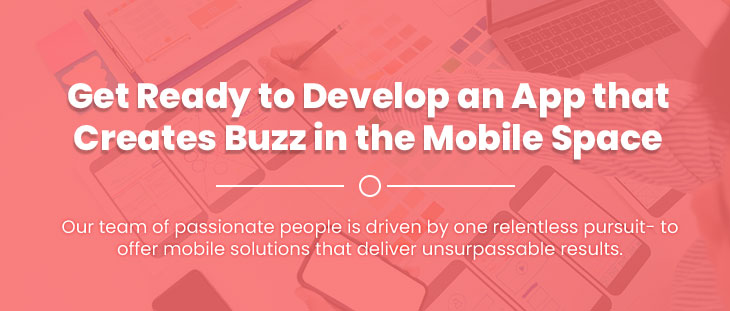 Get Ready to Develop an App that
Creates Buzz in the Mobile Space
Our team of passionate people is driven by one relentless pursuit- to
offer mobile solutions that deliver unsurpassable results.